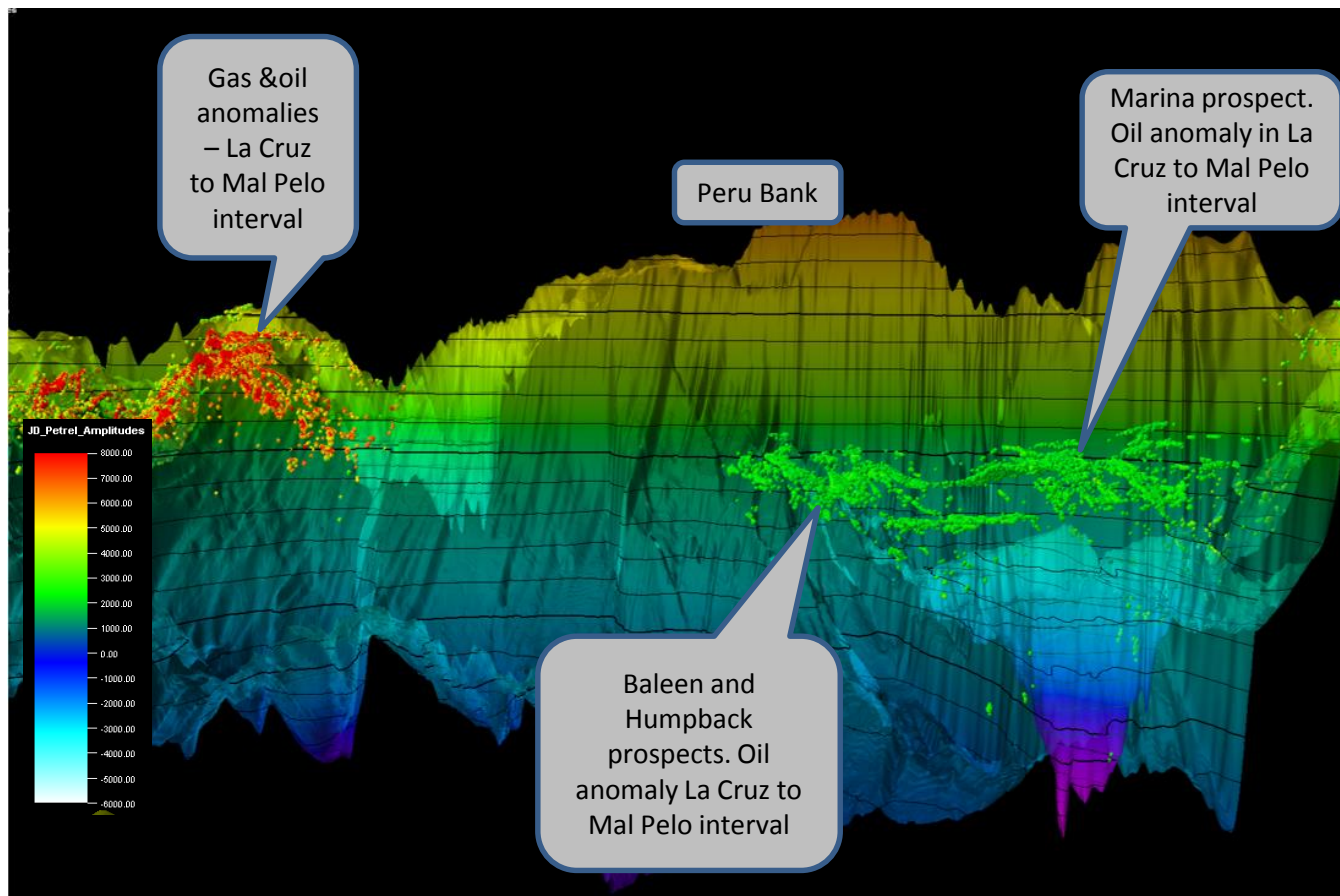 Gas &oil
anomalies
– La Cruz
to Mal Pelo
interval
Peru Bank
Marina prospect.
Oil anomaly in La
Cruz to Mal Pelo
interval
JD_Petrel_Amplitudes
8000.00
7000.00
6000.00
5000.00
4000.00
3000.00
2000.00
1000.00
0.00
-1000.00
-2000.00
-3000.00
-4000.00
-5000.00
-6000.00
Baleen and
Humpback
prospects. Oil
anomaly La Cruz to
Mal Pelo interval